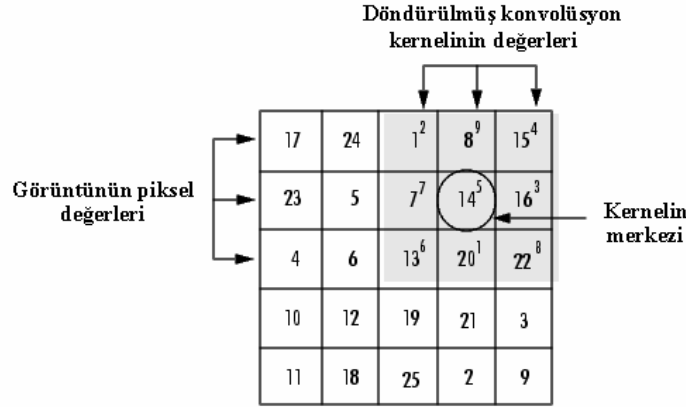 Döndürülmüş konvolüsyon
kernelinin değerleri
17 24 1² 8⁹ 15⁴
Görüntünün piksel
değerleri
23 5 7⁷ 14⁵ 16³
Kernelin
merkezi
4 6 13⁶ 20¹ 22⁸
10 12 19 21 3
11 18 25 2 9